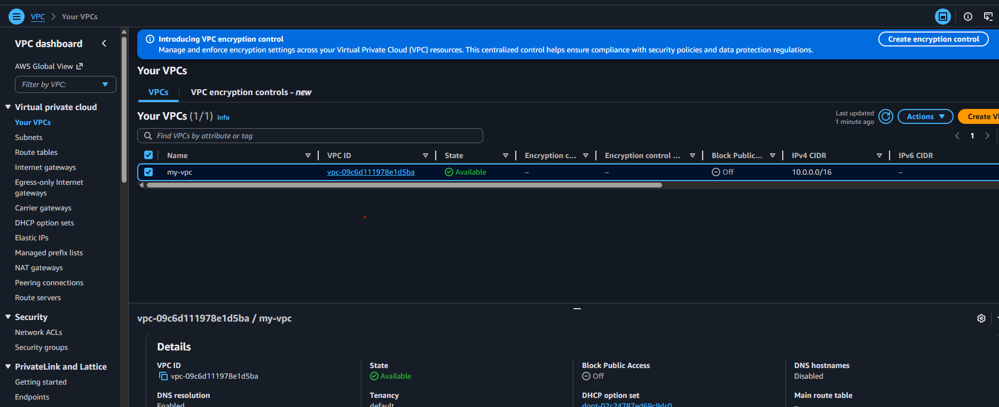 VPC > Your VPCs
VPC dashboard
AWS Global View
Filter by VPC:
Virtual private cloud
Your VPCs
Subnets
Route tables
Internet gateways
Egress-only Internet
gateways
Carrier gateways
DHCP option sets
Elastic IPs
Managed prefix lists
NAT gateways
Peering connections
Route servers
Security
Network ACLs
Security groups
PrivateLink and Lattice
Getting started
Endpoints
Introducing VPC encryption control
Manage and enforce encryption settings across your Virtual Private Cloud (VPC) resources. This centralized control helps ensure compliance with security policies and data protection regulations.
Create encryption control
Your VPCs
VPCs VPC encryption controls - new
Your VPCs (1/1) Info
Last updated
1 minute ago
Actions Create
Find VPCs by attribute or tag
1
Name VPC ID State Encryption c... Encryption control ... Block Public... IPv4 CIDR IPv6 CIDR
my-vpc vpc-09c6d111978e1d5ba Available – – Off 10.0.0.0/16 –
vpc-09c6d111978e1d5ba / my-vpc
Details
VPC ID State Block Public Access DNS hostnames
vpc-09c6d111978e1d5ba Available Off Disabled
DNS resolution Tenancy DHCP option set Main route table
Enabled default dopt-02c24787ed69c9dc0 –